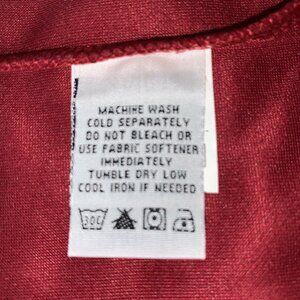 MACHINE WASH
COLD SEPARATELY
DO NOT BLEACH OR
USE FABRIC SOFTENER
IMMEDIATELY
TUMBLE DRY LOW
COOL IRON IF NEEDED
30C